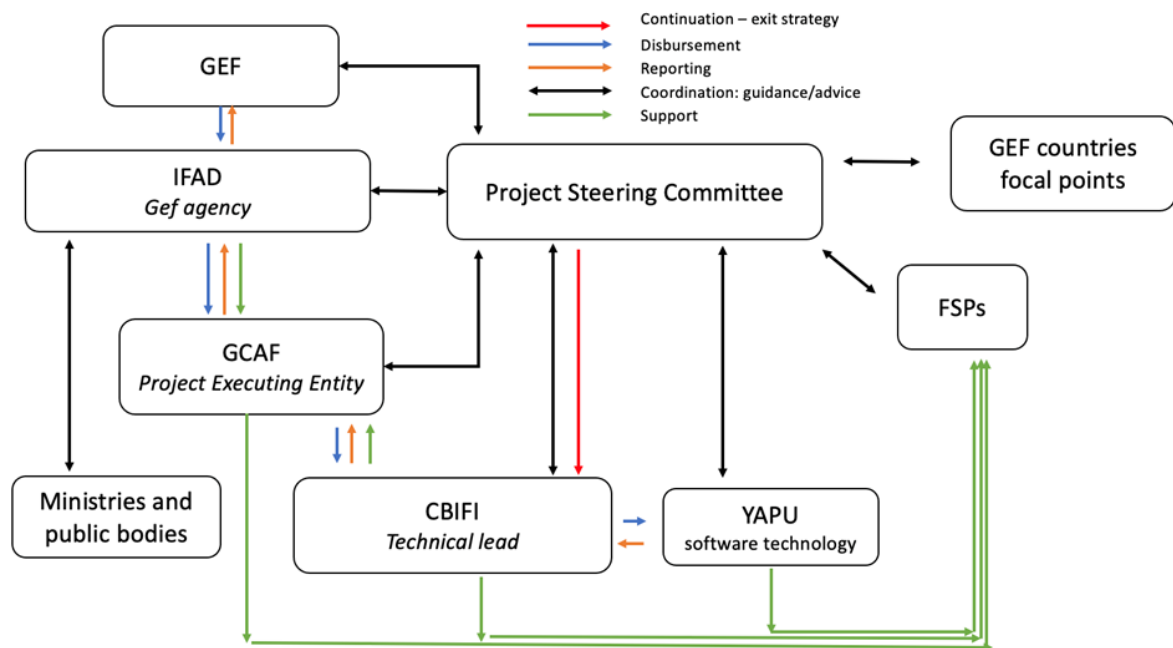 Continuation – exit strategy
Disbursement
Reporting
Coordination: guidance/advice
Support
GEF
IFAD
Gef agency
Project Steering Committee
GEF countries
focal points
FSPs
GCAF
Project Executing Entity
Ministries and
public bodies
CBIFI
Technical lead
YAPU
software technology